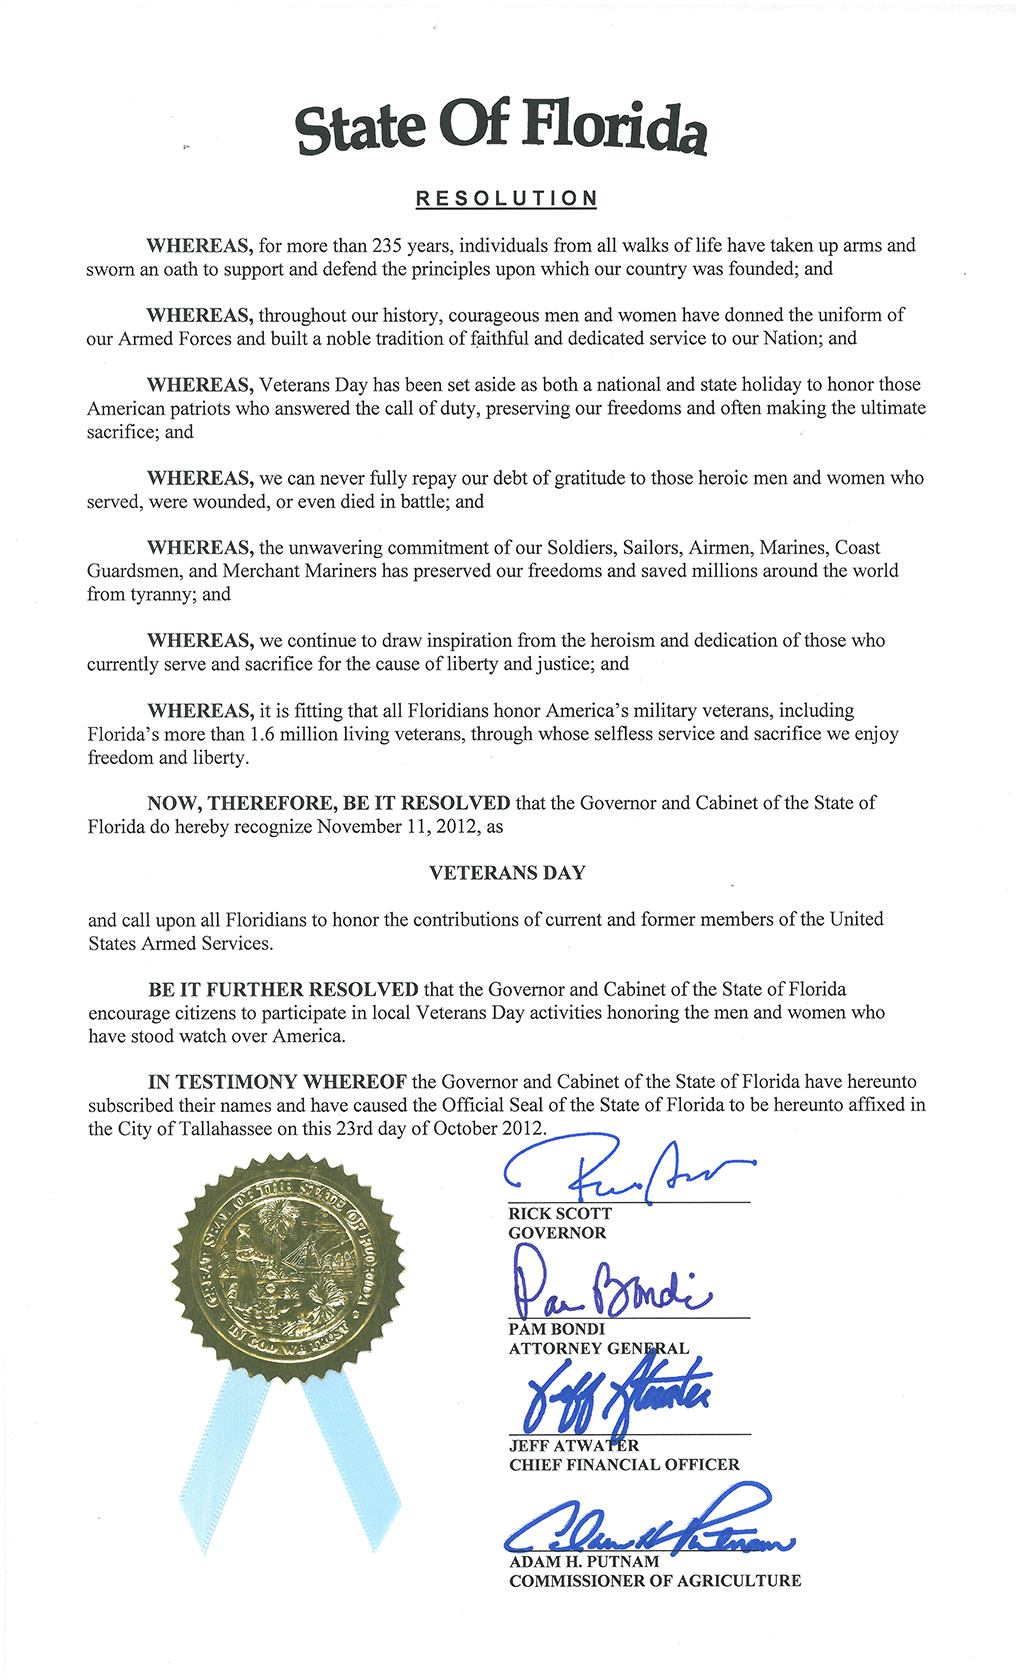 State Of Florida
RESOLUTION
WHEREAS, for more than 235 years, individuals from all walks of life have taken up arms and
sworn an oath to support and defend the principles upon which our country was founded; and
WHEREAS, throughout our history, courageous men and women have donned the uniform of
our Armed Forces and built a noble tradition of faithful and dedicated service to our Nation; and
WHEREAS, Veterans Day has been set aside as both a national and state holiday to honor those
American patriots who answered the call of duty, preserving our freedoms and often making the ultimate
sacrifice; and
WHEREAS, we can never fully repay our debt of gratitude to those heroic men and women who
served, were wounded, or even died in battle; and
WHEREAS, the unwavering commitment of our Soldiers, Sailors, Airmen, Marines, Coast
Guardsmen, and Merchant Mariners has preserved our freedoms and saved millions around the world
from tyranny; and
WHEREAS, we continue to draw inspiration from the heroism and dedication of those who
currently serve and sacrifice for the cause of liberty and justice; and
WHEREAS, it is fitting that all Floridians honor America's military veterans, including
Florida's more than 1.6 million living veterans, through whose selfless service and sacrifice we enjoy
freedom and liberty.
NOW, THEREFORE, BE IT RESOLVED that the Governor and Cabinet of the State of
Florida do hereby recognize November 11, 2012, as
VETERANS DAY
and call upon all Floridians to honor the contributions of current and former members of the United
States Armed Services.
BE IT FURTHER RESOLVED that the Governor and Cabinet of the State of Florida
encourage citizens to participate in local Veterans Day activities honoring the men and women who
have stood watch over America.
IN TESTIMONY WHEREOF the Governor and Cabinet of the State of Florida have hereunto
subscribed their names and have caused the Official Seal of the State of Florida to be hereunto affixed in
the City of Tallahassee on this 23rd day of October 2012.
GREAT SEAL OF THE STATE OF FLORIDA
IN GOD WE TRUST
Rick Scott
RICK SCOTT
GOVERNOR
Pam Bondi
PAM BONDI
ATTORNEY GENERAL
Jeff Atwater
JEFF ATWATER
CHIEF FINANCIAL OFFICER
Adam H Putnam
ADAM H. PUTNAM
COMMISSIONER OF AGRICULTURE